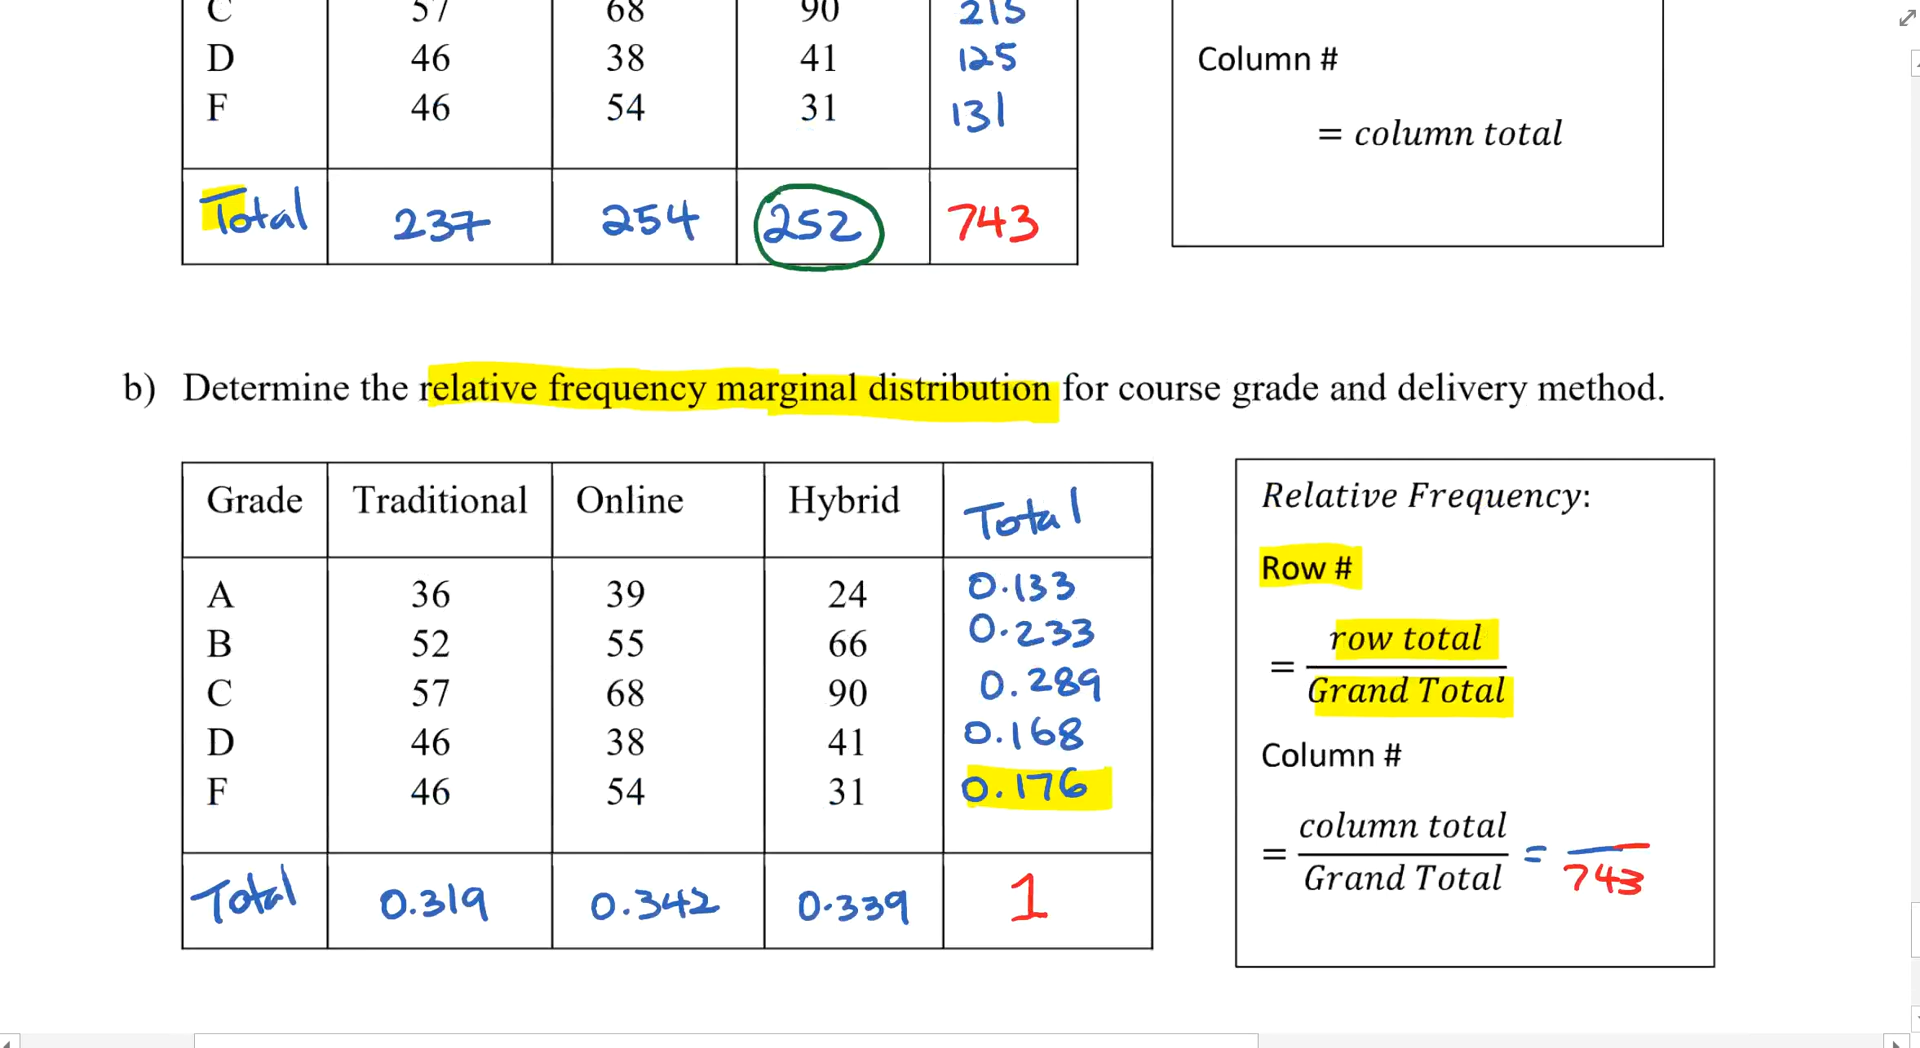 C 57 68 90 215
D 46 38 41 125
F 46 54 31 131
Total 237 254 252 743
Column #
= column total
b) Determine the relative frequency marginal distribution for course grade and delivery method.
Grade Traditional Online Hybrid Total
A 36 39 24 0.133
B 52 55 66 0.233
C 57 68 90 0.289
D 46 38 41 0.168
F 46 54 31 0.176
Total 0.319 0.342 0.339 1
Relative Frequency:
Row #
= row total
Grand Total
Column #
= column total =
Grand Total 743